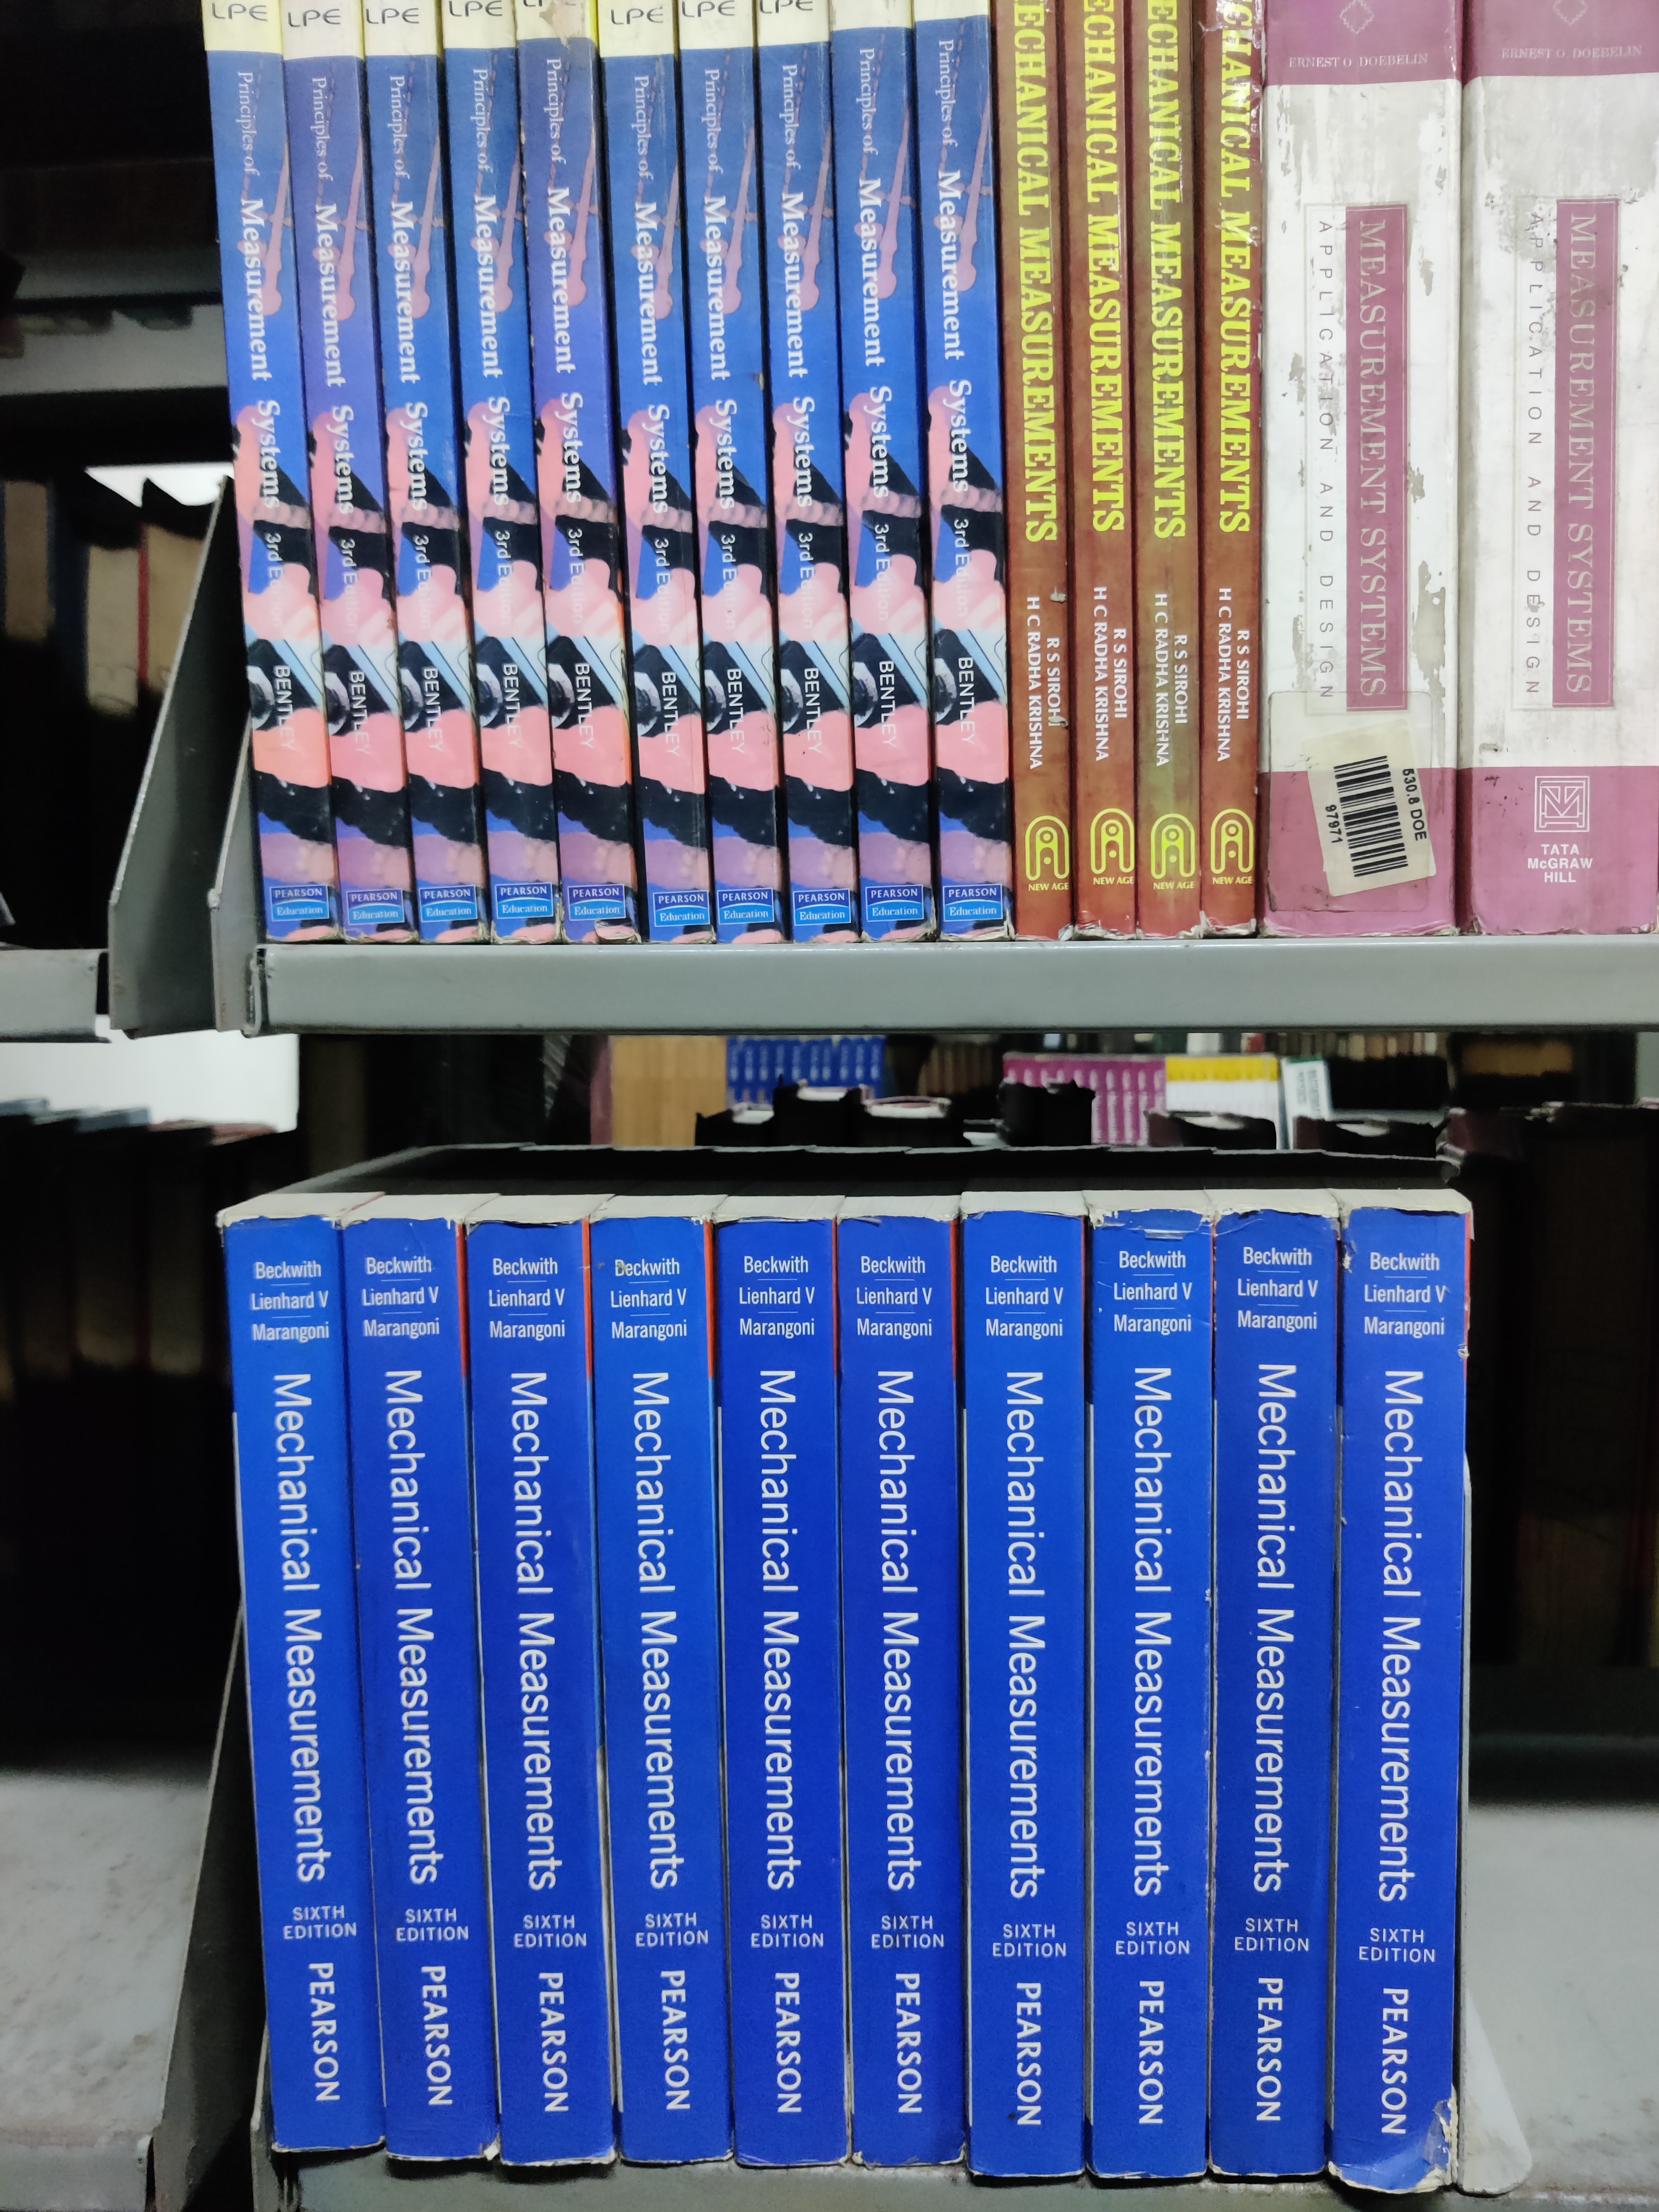 LPE
Principles of Measurement Systems 3rd Edition
BENTLEY
PEARSON
Education
LPE
Principles of Measurement Systems 3rd Edition
BENTLEY
PEARSON
Education
LPE
Principles of Measurement Systems 3rd Edition
BENTLEY
PEARSON
Education
LPE
Principles of Measurement Systems 3rd Edition
BENTLEY
PEARSON
Education
Principles of Measurement Systems 3rd Edition
BENTLEY
PEARSON
Education
LPE
Principles of Measurement Systems 3rd Edition
BENTLEY
PEARSON
Education
LPE
Principles of Measurement Systems 3rd Edition
BENTLEY
PEARSON
Education
LPE
Principles of Measurement Systems 3rd Edition
BENTLEY
PEARSON
Education
Principles of Measurement Systems 3rd Edition
BENTLEY
PEARSON
Education
Principles of Measurement Systems 3rd Edition
BENTLEY
PEARSON
Education
ECHANICAL MEASUREMENTS
R S SIROHI
H C RADHA KRISHNA
NEW AGE
ECHANICAL MEASUREMENTS
R S SIROHI
H C RADHA KRISHNA
NEW AGE
ECHANICAL MEASUREMENTS
R S SIROHI
H C RADHA KRISHNA
NEW AGE
CHANICAL MEASUREMENTS
R S SIROHI
H C RADHA KRISHNA
NEW AGE
ERNEST O DOEBELIN
MEASUREMENT SYSTEMS
APPLICATION AND DESIGN
530.8 DOE
97971
ERNEST O DOEBELIN
MEASUREMENT SYSTEMS
APPLICATION AND DESIGN
TATA
McGRAW
HILL
Beckwith
Lienhard V
Marangoni
Mechanical Measurements
SIXTH
EDITION
PEARSON
Beckwith
Lienhard V
Marangoni
Mechanical Measurements
SIXTH
EDITION
PEARSON
Beckwith
Lienhard V
Marangoni
Mechanical Measurements
SIXTH
EDITION
PEARSON
Beckwith
Lienhard V
Marangoni
Mechanical Measurements
SIXTH
EDITION
PEARSON
Beckwith
Lienhard V
Marangoni
Mechanical Measurements
SIXTH
EDITION
PEARSON
Beckwith
Lienhard V
Marangoni
Mechanical Measurements
SIXTH
EDITION
PEARSON
Beckwith
Lienhard V
Marangoni
Mechanical Measurements
SIXTH
EDITION
PEARSON
Beckwith
Lienhard V
Marangoni
Mechanical Measurements
SIXTH
EDITION
PEARSON
Beckwith
Lienhard V
Marangoni
Mechanical Measurements
SIXTH
EDITION
PEARSON
Beckwith
Lienhard V
Marangoni
Mechanical Measurements
SIXTH
EDITION
PEARSON